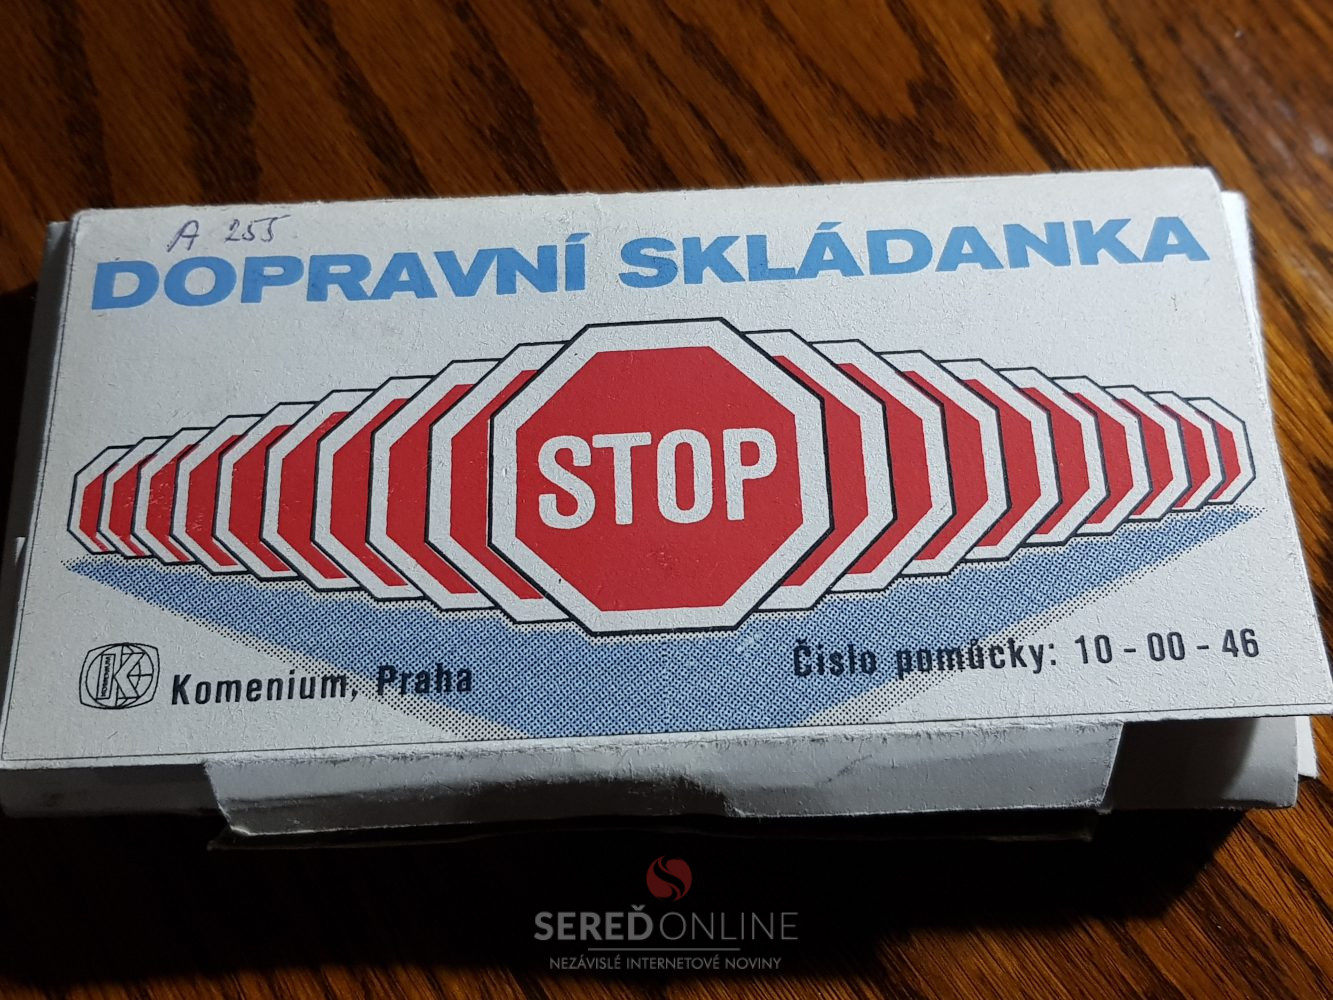 A 255
DOPRAVNÍ SKLÁDANKA
STOP
Komenium, Praha
Číslo pomůcky: 10-00-46
SEREĎONLINE
NEZÁVISLÉ INTERNETOVÉ NOVINY